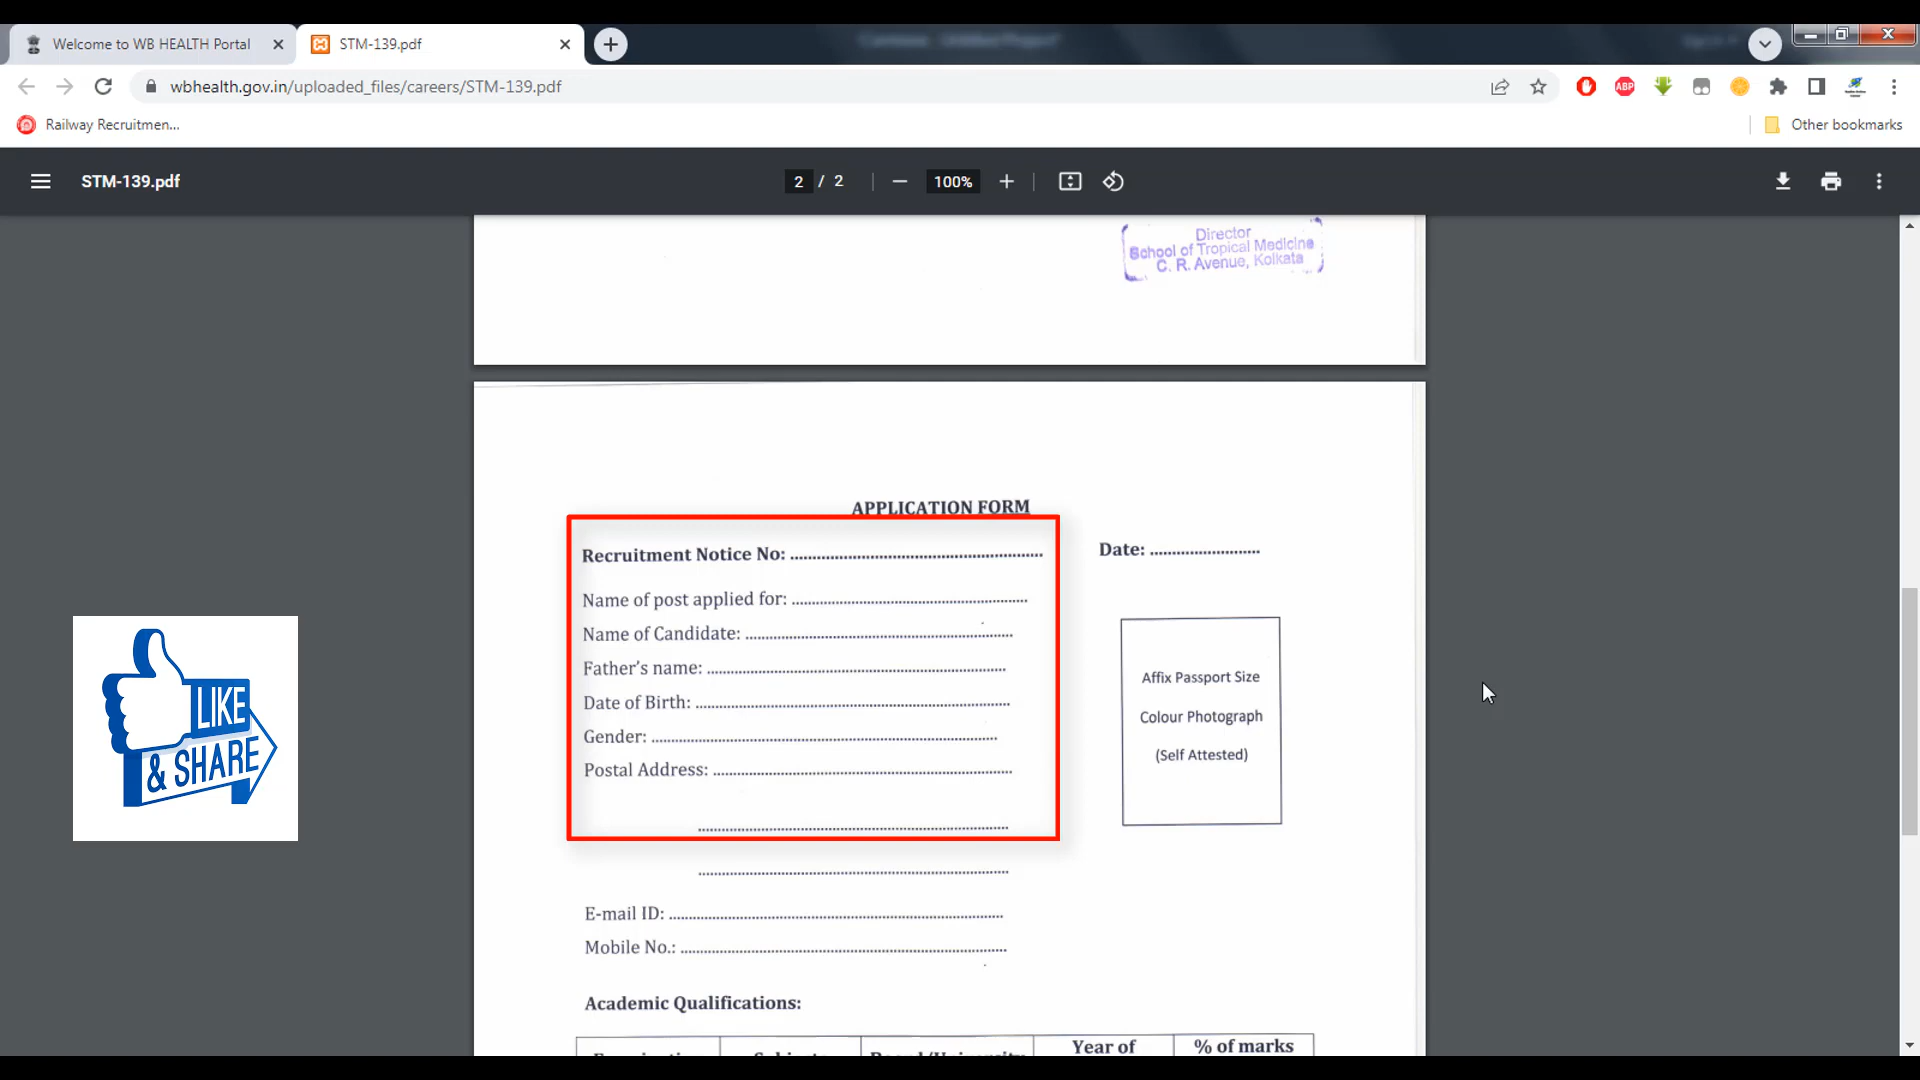 Welcome to WB HEALTH Portal
STM-139.pdf
wbhealth.gov.in/uploaded_files/careers/STM-139.pdf
ABP
Railway Recruitmen...
Other bookmarks
STM-139.pdf
2 / 2
100%
Director
School of Tropical Medicine
C. R. Avenue, Kolkata
APPLICATION FORM
Recruitment Notice No: ........................................................
Date: .........................
Name of post applied for: ........................................................
Name of Candidate: ........................................................
Father's name: ........................................................
Date of Birth: ........................................................
Gender: ........................................................
Postal Address: ........................................................
........................................................
........................................................
Affix Passport Size
Colour Photograph
(Self Attested)
LIKE
& SHARE
E-mail ID: ........................................................
Mobile No.: ........................................................
Academic Qualifications:
Year of
% of marks